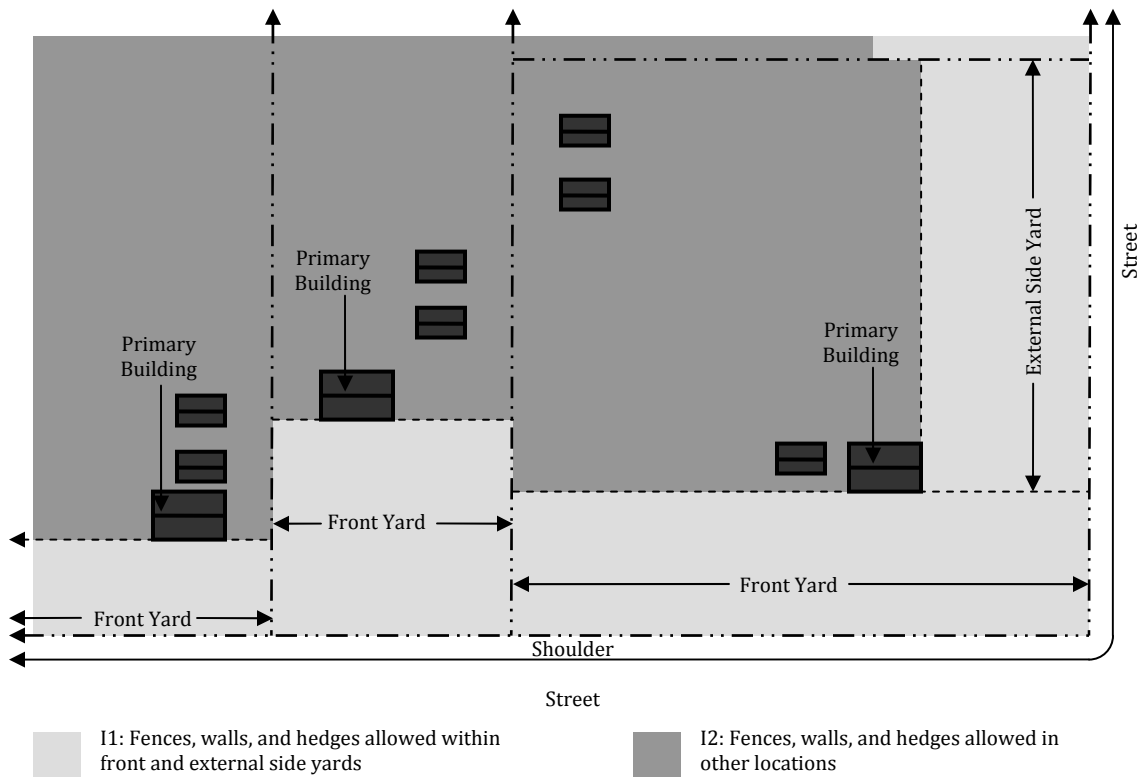 Primary
Building
Primary
Building
Primary
Building
External Side Yard
Street
Front Yard
Front Yard
Front Yard
Shoulder
Street
I1: Fences, walls, and hedges allowed within
front and external side yards
I2: Fences, walls, and hedges allowed in
other locations